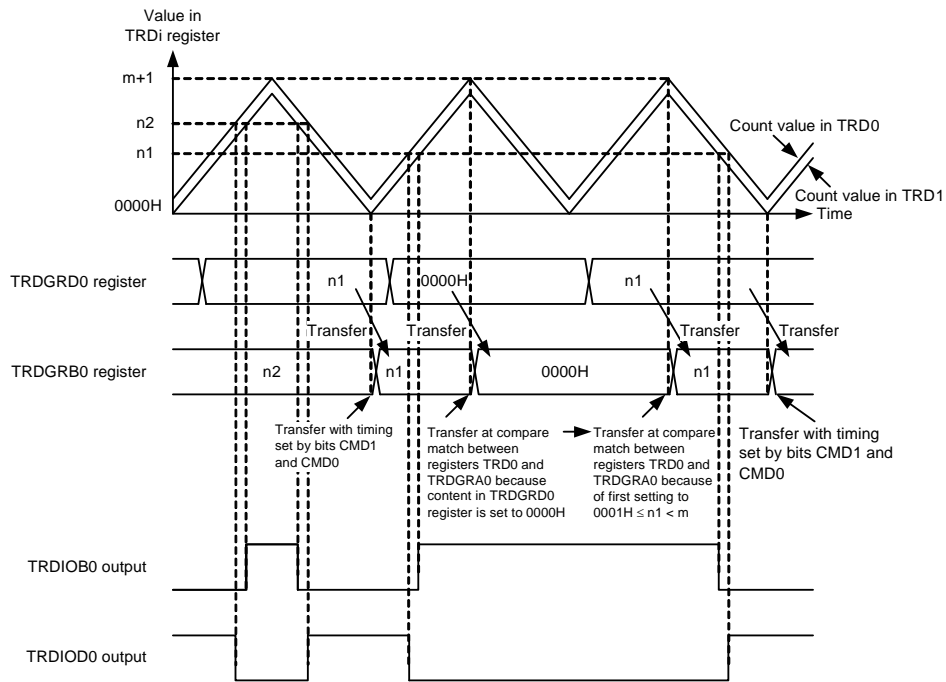 Value in
TRDi register
m+1
n2
n1
0000H
Count value in TRD0
Count value in TRD1
Time
TRDGRD0 register
n1
0000H
n1
Transfer
Transfer
Transfer
Transfer
TRDGRB0 register
n2
n1
0000H
n1
Transfer with timing
set by bits CMD1
and CMD0
Transfer at compare
match between
registers TRD0 and
TRDGRA0 because
content in TRDGRD0
register is set to 0000H
Transfer at compare
match between
registers TRD0 and
TRDGRA0 because
of first setting to
0001H ≤ n1 < m
Transfer with timing
set by bits CMD1 and
CMD0
TRDIOB0 output
TRDIOD0 output